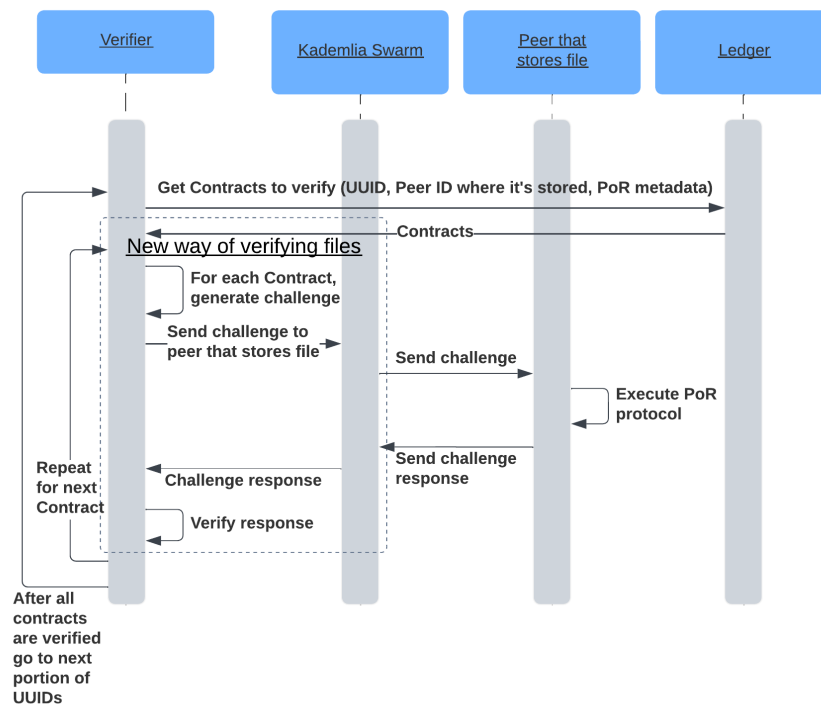 Verifier
Kademlia Swarm
Peer that
stores file
Ledger
Get Contracts to verify (UUID, Peer ID where it's stored, PoR metadata)
Contracts
New way of verifying files
For each Contract,
generate challenge
Send challenge to
peer that stores file
Send challenge
Execute PoR
protocol
Send challenge
response
Challenge response
Repeat
for next
Contract
Verify response
After all
contracts
are verified
go to next
portion of
UUIDs